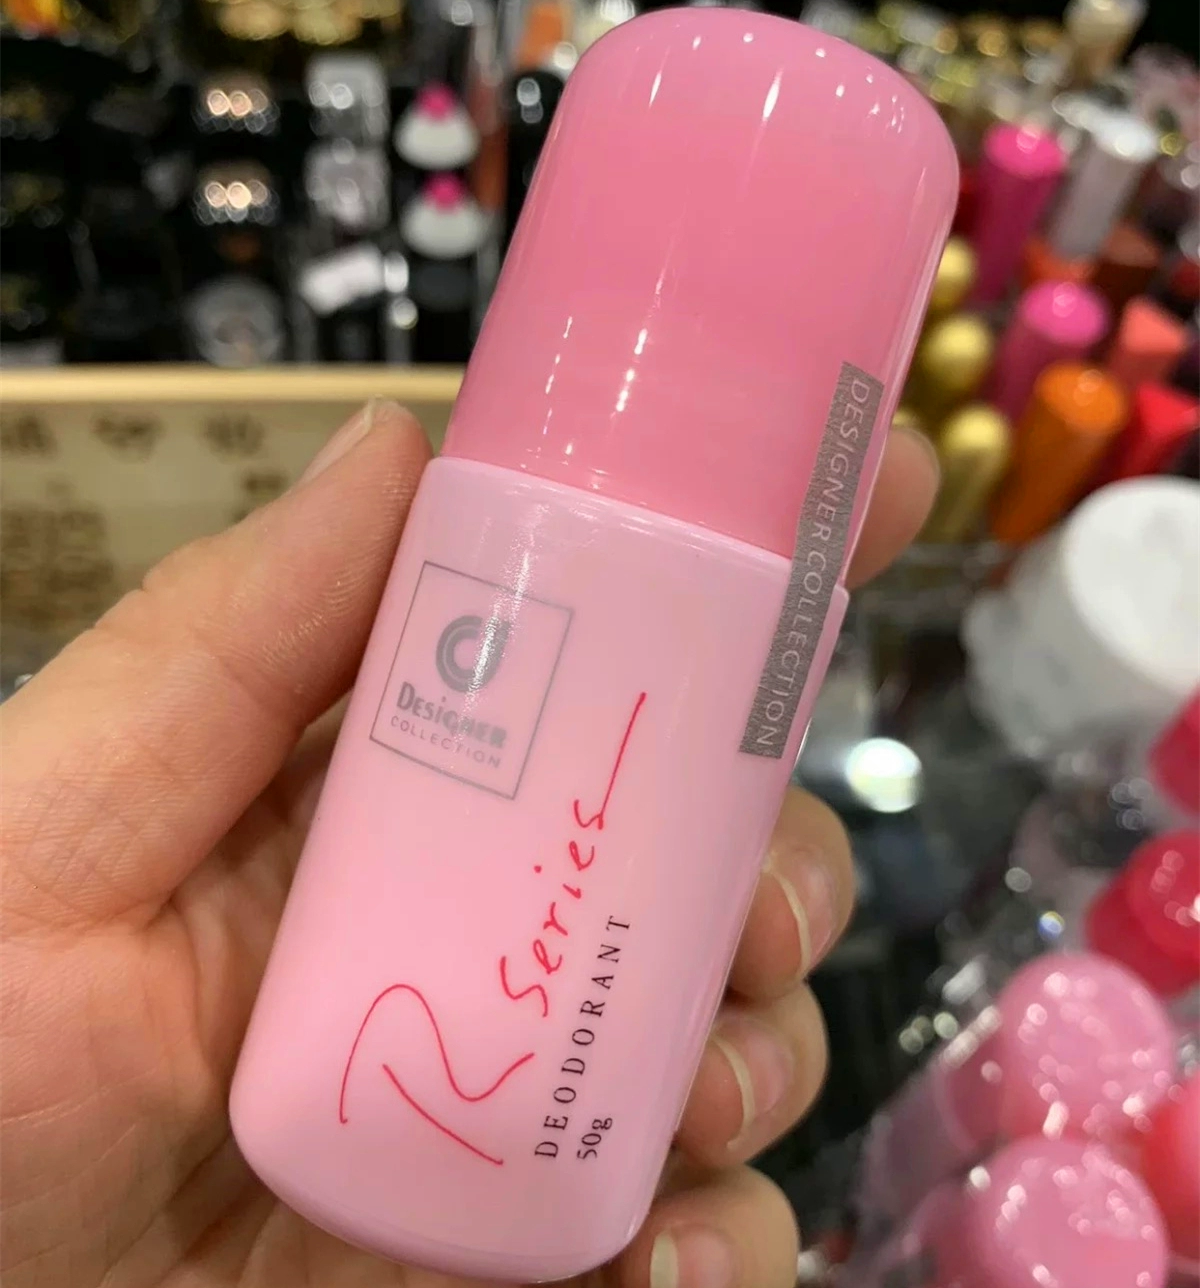 DESIGNER COLLECTION
DESiGNER
COLLECTION
R series
DEODORANT
50g